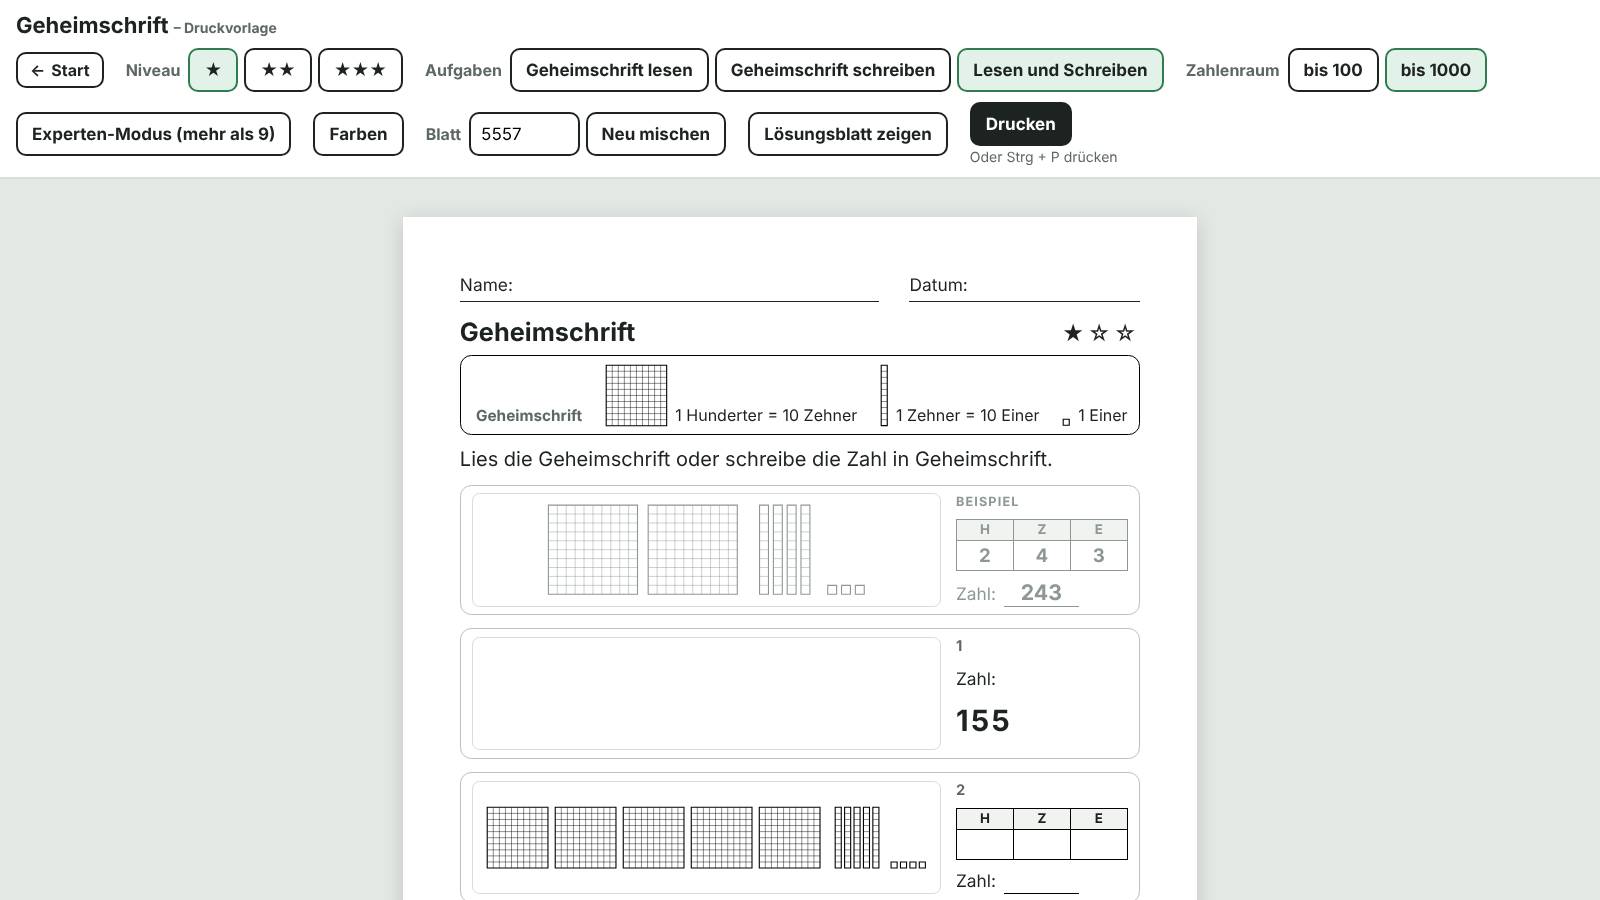 Geheimschrift – Druckvorlage
← Start Niveau ★ ★★ ★★★ Aufgaben Geheimschrift lesen Geheimschrift schreiben Lesen und Schreiben Zahlenraum bis 100 bis 1000
Experten-Modus (mehr als 9) Farben Blatt 5557 Neu mischen Lösungsblatt zeigen Drucken
Oder Strg + P drücken
Name: Datum:
Geheimschrift ★ ☆ ☆
Geheimschrift 1 Hunderter = 10 Zehner 1 Zehner = 10 Einer 1 Einer
Lies die Geheimschrift oder schreibe die Zahl in Geheimschrift.
BEISPIEL
H Z E
2 4 3
Zahl: 243
1
Zahl:
155
2
H Z E
Zahl: